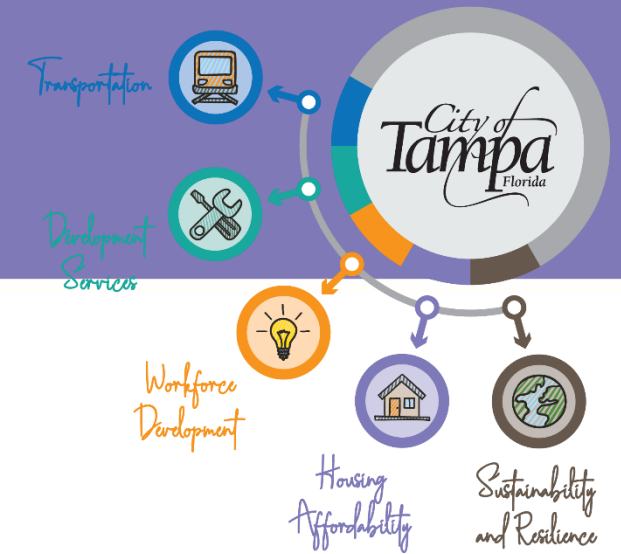 Transportation
City of
Tampa
Florida
Development
Services
Workforce
Development
Housing
Affordability
Sustainability
and Resilience